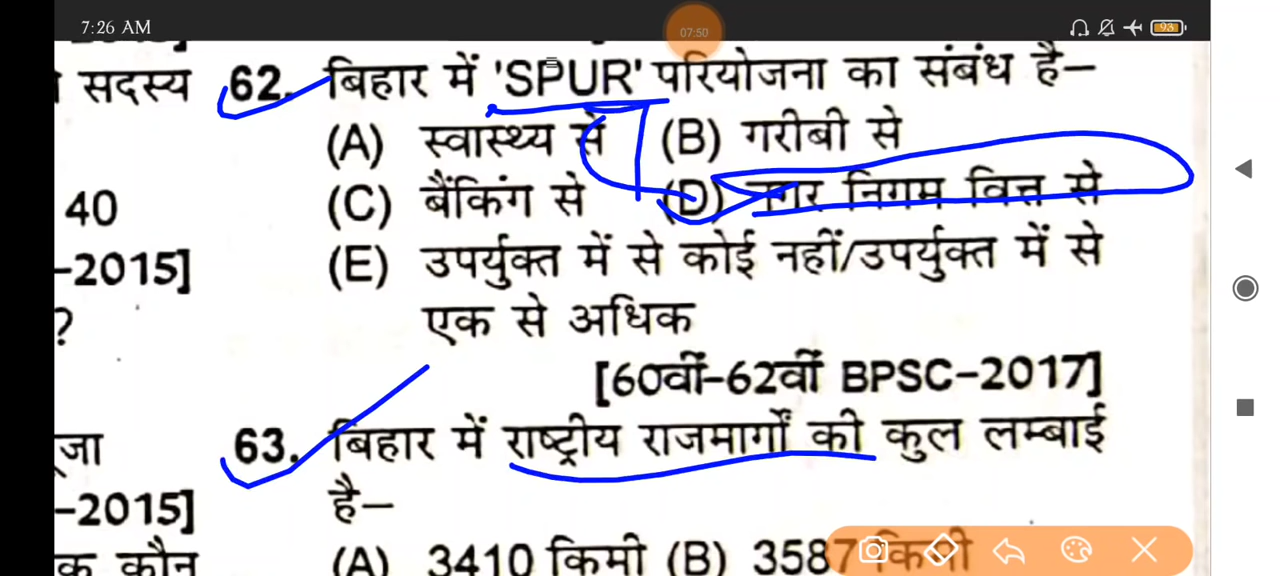 7:26 AM
07:50
93
सदस्य
62. बिहार में 'SPUR' परियोजना का संबंध है–
(A) स्वास्थ्य से (B) गरीबी से
40
(C) बैंकिंग से (D) नगर निगम वित्त से
-2015]
(E) उपर्युक्त में से कोई नहीं/उपर्युक्त में से
?
एक से अधिक
[60वीं-62वीं BPSC-2017]
63. बिहार में राष्ट्रीय राजमार्गों की कुल लम्बाई
है–
-2015]
क कौन
(A) 3410 किमी (B) 3587 किमी